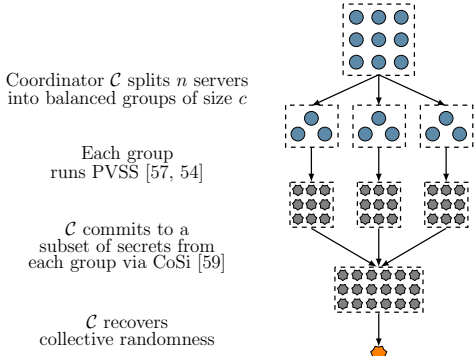 Coordinator 𝒞 splits n servers
into balanced groups of size c
Each group
runs PVSS [57, 54]
𝒞 commits to a
subset of secrets from
each group via CoSi [59]
𝒞 recovers
collective randomness